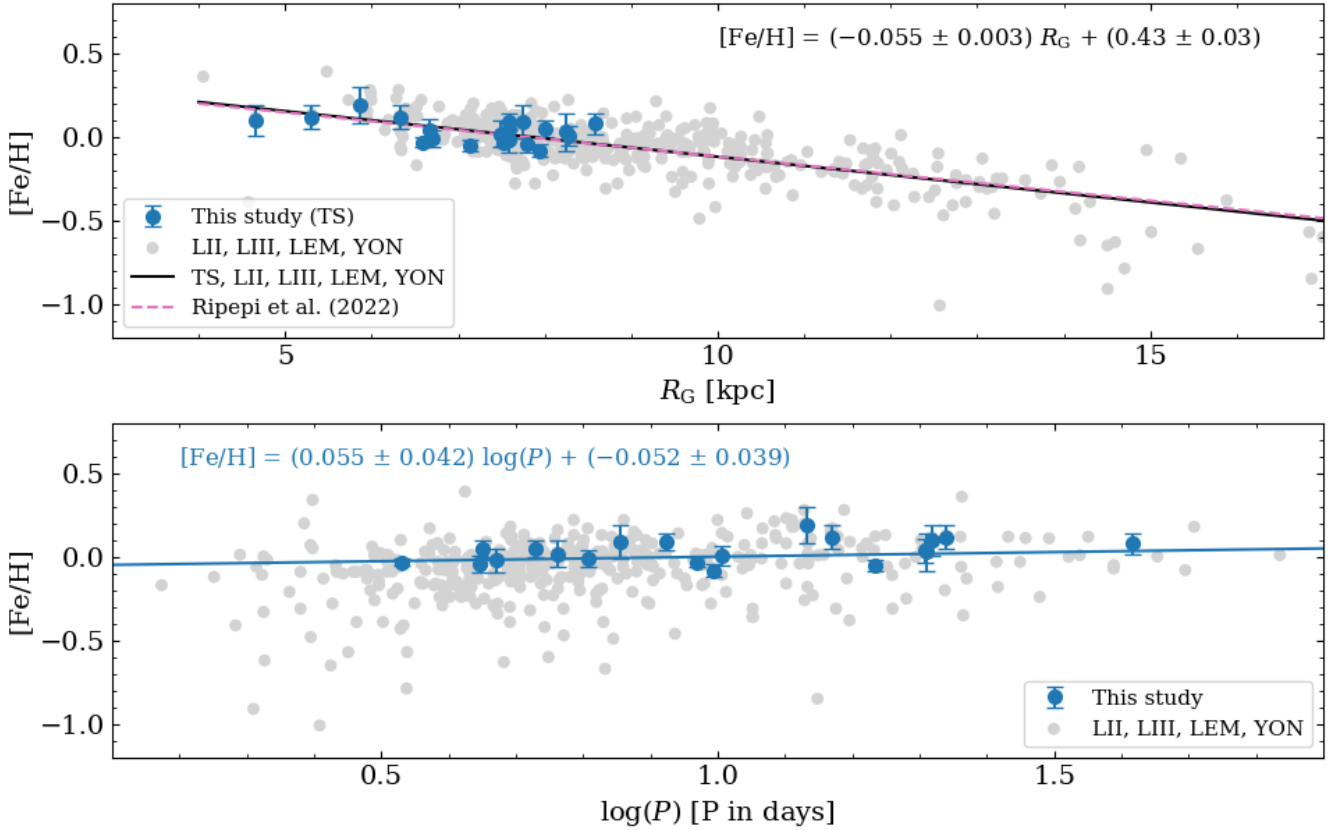 [Fe/H] = (−0.055 ± 0.003) R_G + (0.43 ± 0.03)
0.5
0.0
−0.5
−1.0
[Fe/H]
This study (TS)
LII, LIII, LEM, YON
TS, LII, LIII, LEM, YON
Ripepi et al. (2022)
5
10
15
R_G [kpc]
[Fe/H] = (0.055 ± 0.042) log(P) + (−0.052 ± 0.039)
0.5
0.0
−0.5
−1.0
[Fe/H]
This study
LII, LIII, LEM, YON
0.5
1.0
1.5
log(P) [P in days]